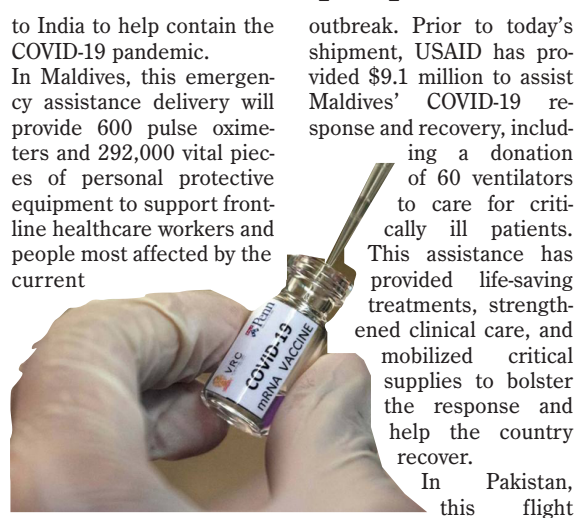 to India to help contain the
COVID-19 pandemic.
In Maldives, this emergen-
cy assistance delivery will
provide 600 pulse oxime-
ters and 292,000 vital piec-
es of personal protective
equipment to support front-
line healthcare workers and
people most affected by the
current
outbreak. Prior to today’s
shipment, USAID has pro-
vided $9.1 million to assist
Maldives’ COVID-19 re-
sponse and recovery, includ-
ing a donation
of 60 ventilators
to care for criti-
cally ill patients.
This assistance has
provided life-saving
treatments, strength-
ened clinical care, and
mobilized critical
supplies to bolster
the response and
help the country
recover.
In Pakistan,
this flight
Penn
VRC
COVID-19
mRNA VACCINE